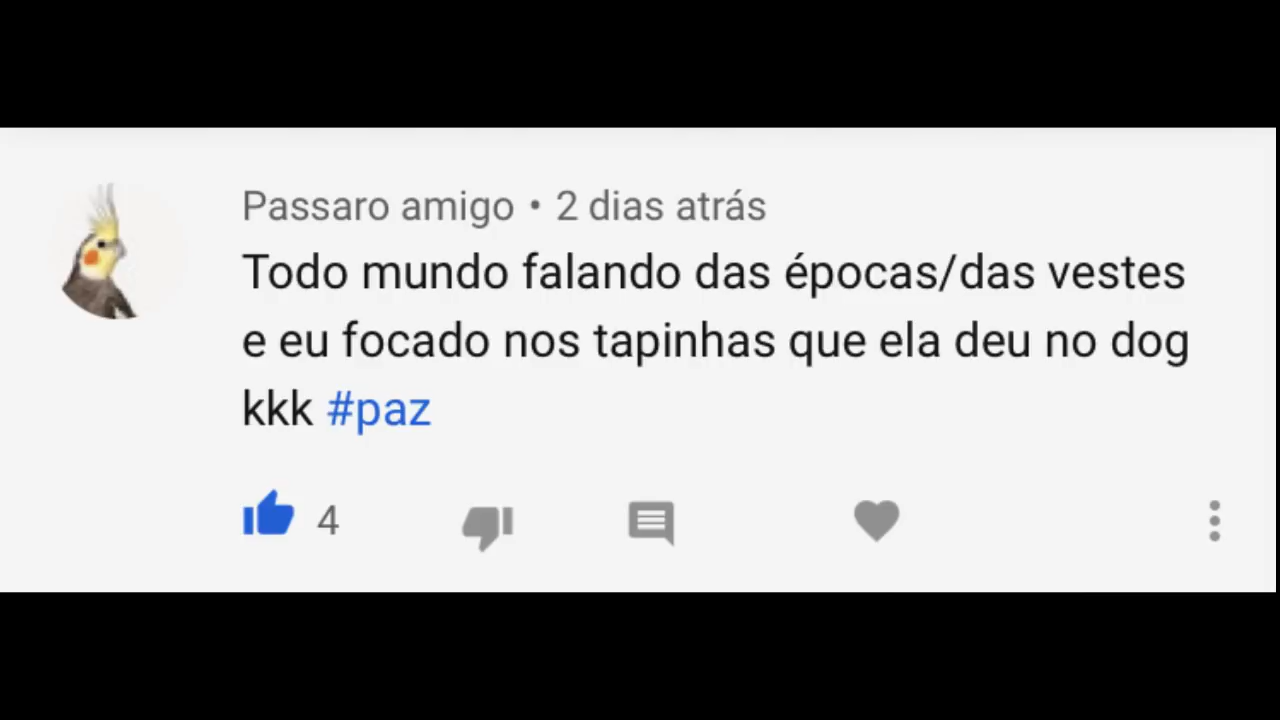 Passaro amigo • 2 dias atrás
Todo mundo falando das épocas/das vestes
e eu focado nos tapinhas que ela deu no dog
kkk #paz
4